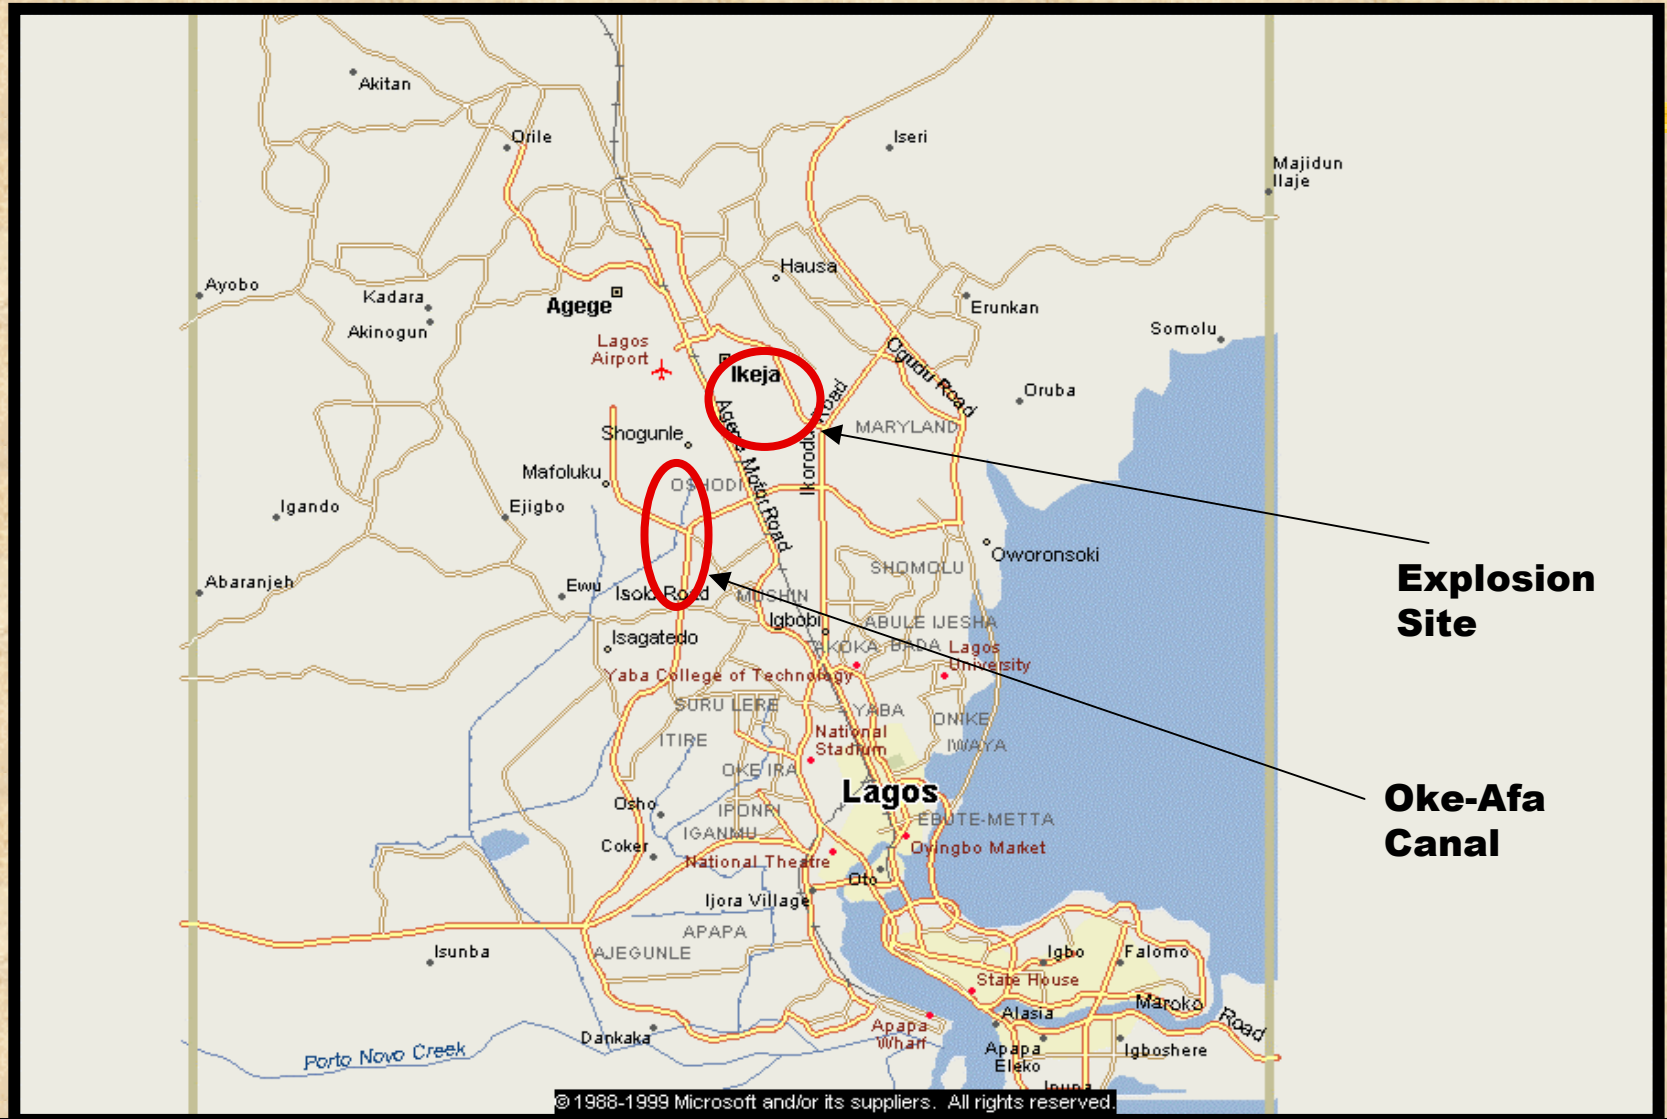 Akitan
Orile
Iseri
Majidun
Ilaje
Hausa
Ayobo
Kadara
Agege
Erunkan
Akinogun
Somolu
Lagos
Airport
Ikeja
Ogudu Road
Oruba
Agege Motor Road
Ikorodu Road
MARYLAND
Shogunle
Mafoluku
OSHODI
Igando
Ejigbo
Oworonsoki
SHOMOLU
Explosion
Site
Abaranjeh
Ewu
Isolo Road
MUSHIN
Igbobi
ABULE IJESHA
Isagatedo
AKOKA
BADA
Lagos
University
Yaba College of Technology
SURU LERE
YABA
ONIKE
National
Stadium
ITIRE
IWAYA
OKE IRA
Lagos
Oke-Afa
Canal
Osho
IPONRI
EBUTE-METTA
IGANMU
Coker
National Theatre
Oyingbo Market
Oto
Ijora Village
APAPA
Isunba
AJEGUNLE
Igbo
Falomo
State House
Maroko Road
Alasia
Apapa
Wharf
Dankaka
Porto Novo Creek
Apapa
Eleko
Igboshere
© 1988-1999 Microsoft and/or its suppliers. All rights reserved.